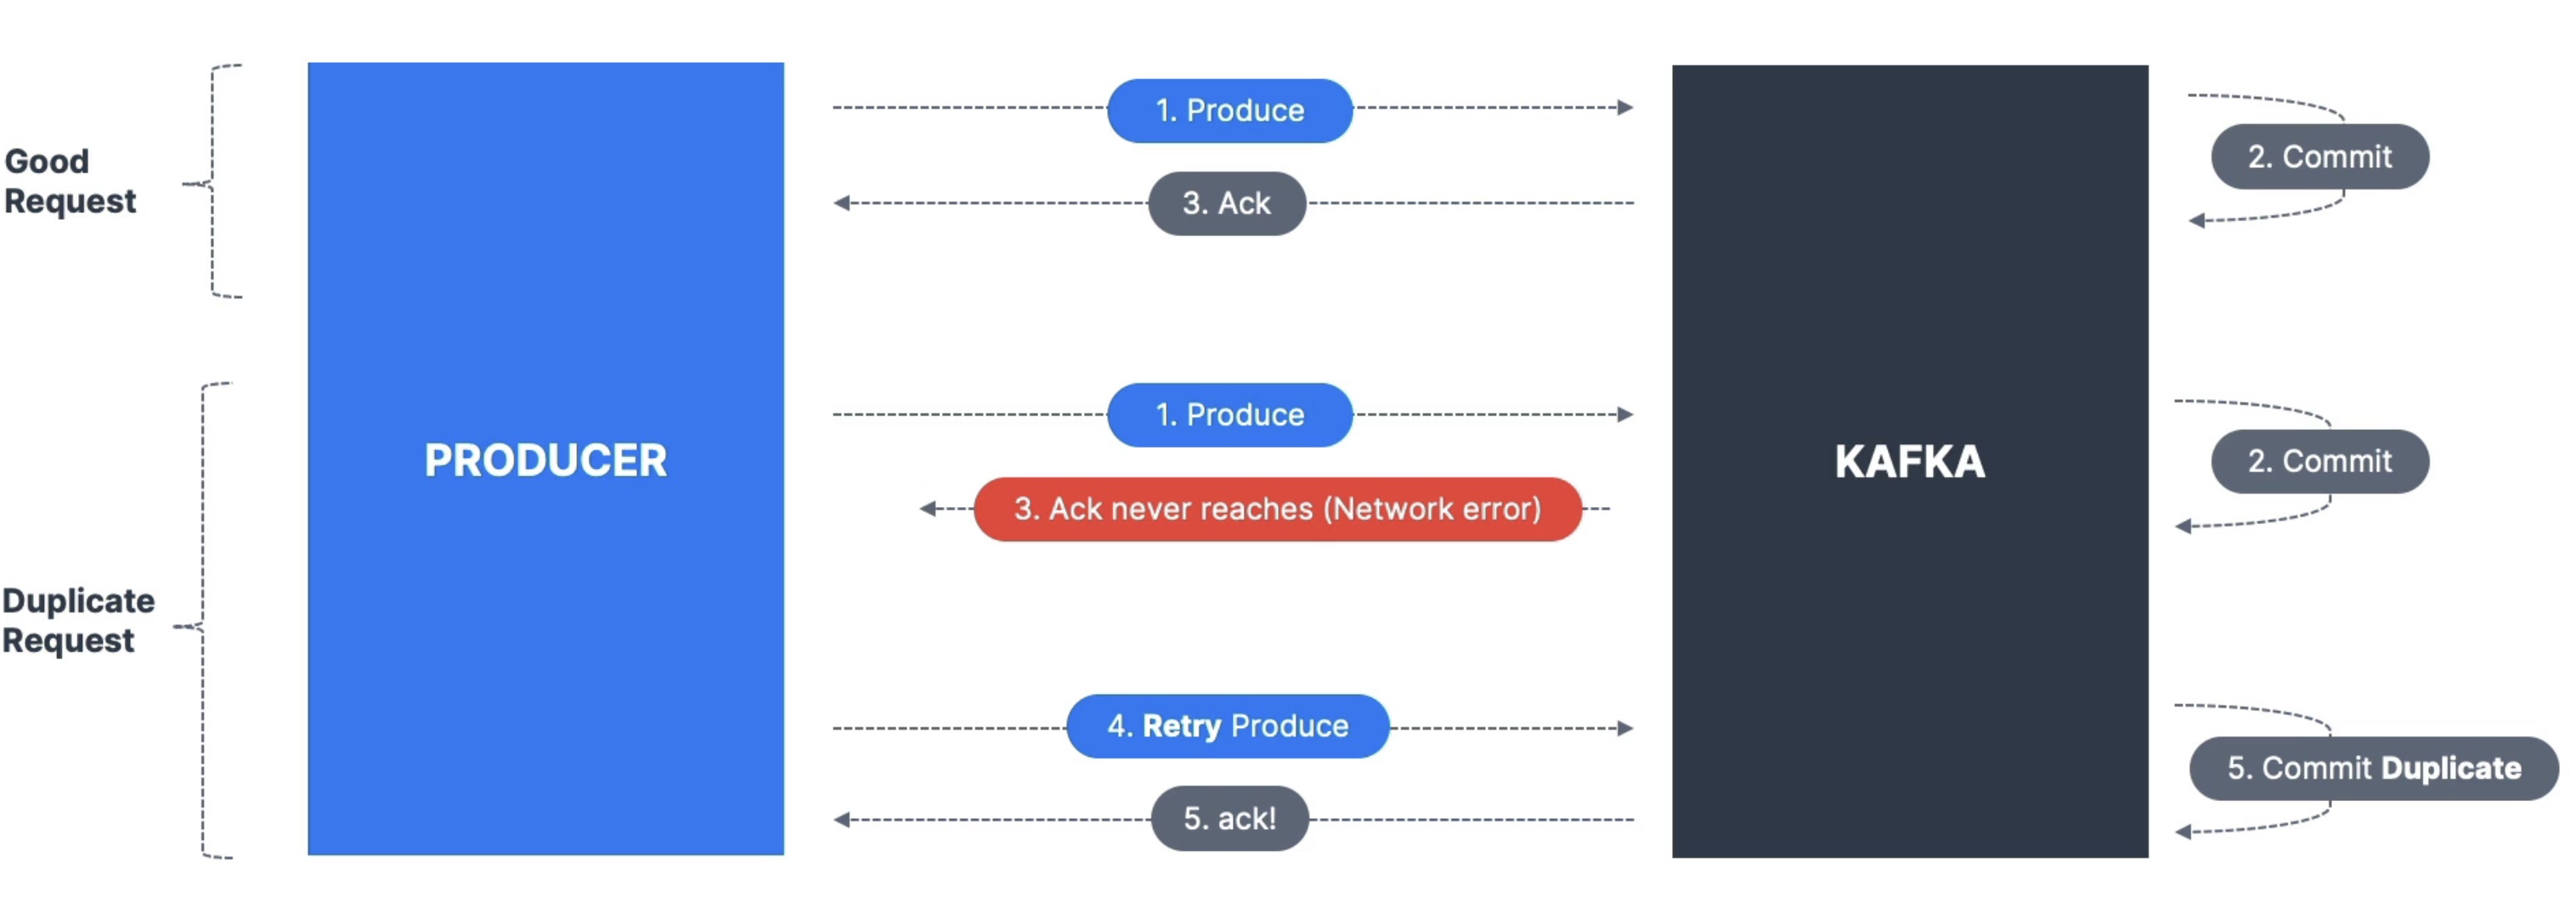 Good
Request
PRODUCER
1. Produce
3. Ack
KAFKA
2. Commit
Duplicate
Request
1. Produce
3. Ack never reaches (Network error)
2. Commit
4. Retry Produce
5. ack!
5. Commit Duplicate